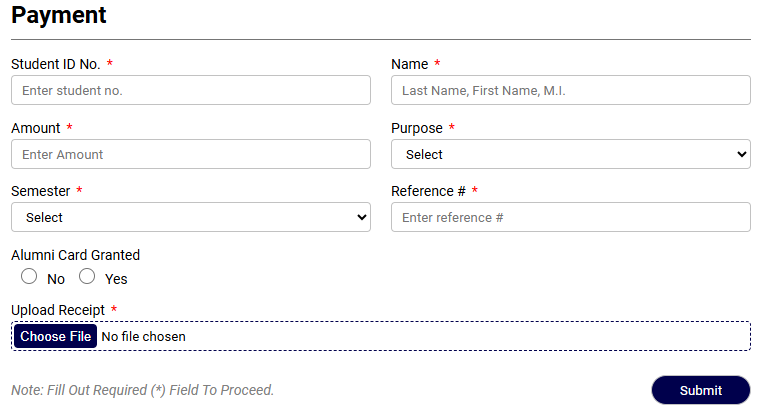 Payment
Student ID No. * Name *
Enter student no. Last Name, First Name, M.I.
Amount * Purpose *
Enter Amount Select
Semester * Reference # *
Select Enter reference #
Alumni Card Granted
No Yes
Upload Receipt *
Choose File No file chosen
Note: Fill Out Required (*) Field To Proceed. Submit